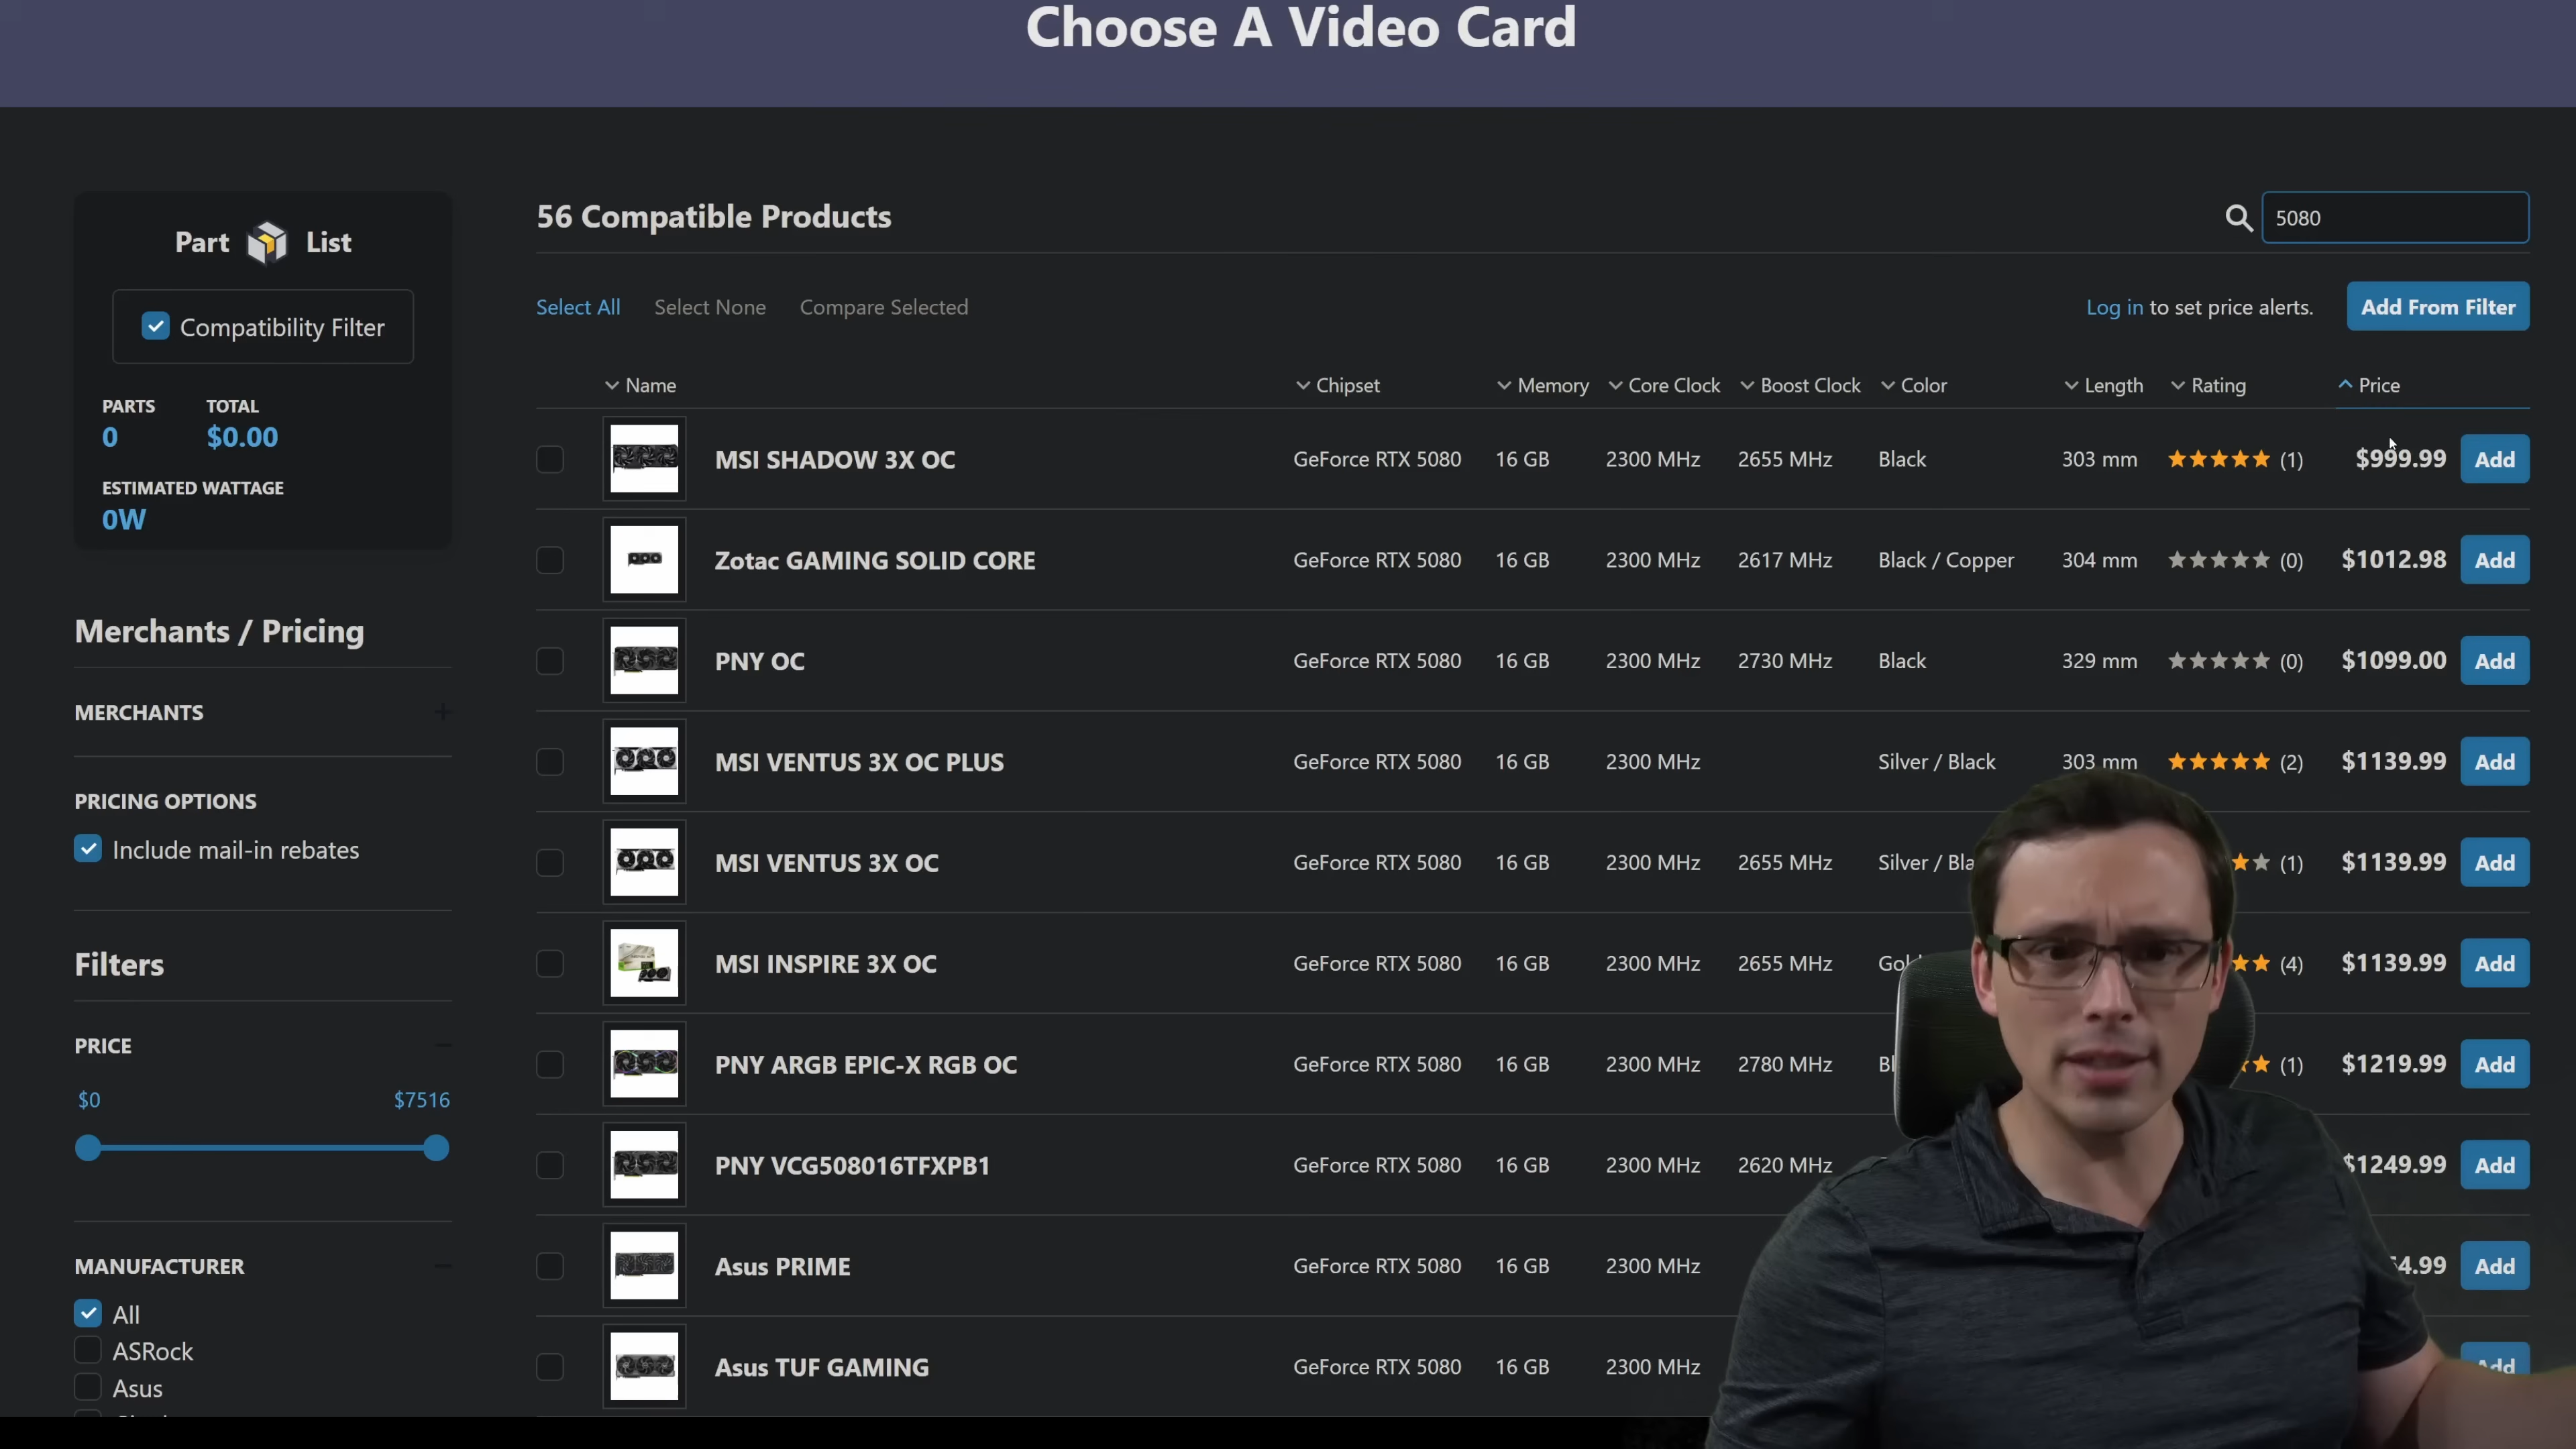 Choose A Video Card
Part List
Compatibility Filter
PARTS TOTAL
0 $0.00
ESTIMATED WATTAGE
0W
Merchants / Pricing
MERCHANTS
PRICING OPTIONS
Include mail-in rebates
Filters
PRICE
$0 $7516
MANUFACTURER
All
ASRock
Asus
56 Compatible Products
5080
Select All Select None Compare Selected
Log in to set price alerts. Add From Filter
Name Chipset Memory Core Clock Boost Clock Color Length Rating Price
MSI SHADOW 3X OC GeForce RTX 5080 16 GB 2300 MHz 2655 MHz Black 303 mm (1) $999.99 Add
Zotac GAMING SOLID CORE GeForce RTX 5080 16 GB 2300 MHz 2617 MHz Black / Copper 304 mm (0) $1012.98 Add
PNY OC GeForce RTX 5080 16 GB 2300 MHz 2730 MHz Black 329 mm (0) $1099.00 Add
MSI VENTUS 3X OC PLUS GeForce RTX 5080 16 GB 2300 MHz Silver / Black 303 mm (2) $1139.99 Add
MSI VENTUS 3X OC GeForce RTX 5080 16 GB 2300 MHz 2655 MHz Silver / Bla (1) $1139.99 Add
MSI INSPIRE 3X OC GeForce RTX 5080 16 GB 2300 MHz 2655 MHz Gol (4) $1139.99 Add
PNY ARGB EPIC-X RGB OC GeForce RTX 5080 16 GB 2300 MHz 2780 MHz Bl (1) $1219.99 Add
PNY VCG508016TFXPB1 GeForce RTX 5080 16 GB 2300 MHz 2620 MHz $1249.99 Add
Asus PRIME GeForce RTX 5080 16 GB 2300 MHz 4.99 Add
Asus TUF GAMING GeForce RTX 5080 16 GB 2300 MHz Add